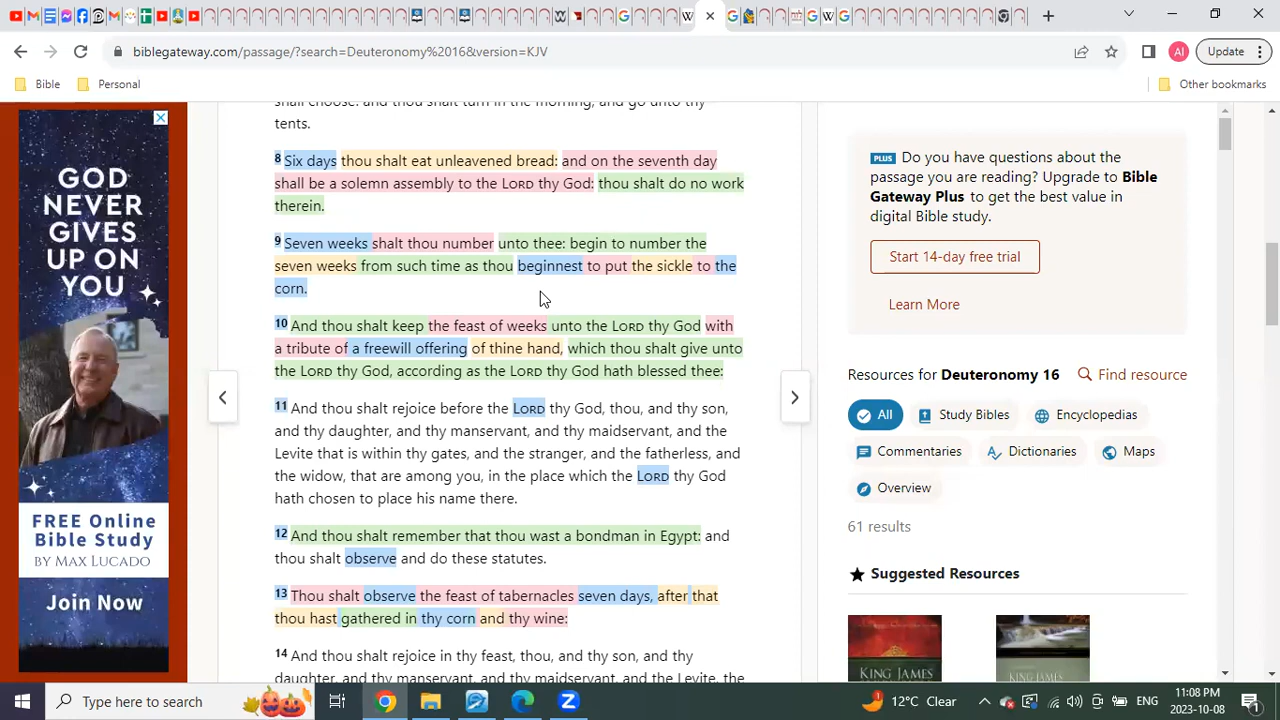 biblegateway.com/passage/?search=Deuteronomy%2016&version=KJV
AI
Update
Bible
Personal
Other bookmarks
GOD
NEVER
GIVES
UP ON
YOU
FREE Online
Bible Study
BY MAX LUCADO
Join Now
shall choose: and thou shalt turn in the morning, and go unto thy
tents.
8 Six days thou shalt eat unleavened bread: and on the seventh day
shall be a solemn assembly to the LORD thy God: thou shalt do no work
therein.
9 Seven weeks shalt thou number unto thee: begin to number the
seven weeks from such time as thou beginnest to put the sickle to the
corn.
10 And thou shalt keep the feast of weeks unto the LORD thy God with
a tribute of a freewill offering of thine hand, which thou shalt give unto
the LORD thy God, according as the LORD thy God hath blessed thee:
11 And thou shalt rejoice before the LORD thy God, thou, and thy son,
and thy daughter, and thy manservant, and thy maidservant, and the
Levite that is within thy gates, and the stranger, and the fatherless, and
the widow, that are among you, in the place which the LORD thy God
hath chosen to place his name there.
12 And thou shalt remember that thou wast a bondman in Egypt: and
thou shalt observe and do these statutes.
13 Thou shalt observe the feast of tabernacles seven days, after that
thou hast gathered in thy corn and thy wine:
14 And thou shalt rejoice in thy feast, thou, and thy son, and thy
daughter, and thy manservant, and thy maidservant, and the Levite, the
PLUS Do you have questions about the
passage you are reading? Upgrade to Bible
Gateway Plus to get the best value in
digital Bible study.
Start 14-day free trial
Learn More
Resources for Deuteronomy 16
Find resource
All
Study Bibles
Encyclopedias
Commentaries
Dictionaries
Maps
Overview
61 results
Suggested Resources
KING JAMES
KING JAMES
Type here to search
12°C Clear
ENG
11:08 PM
2023-10-08